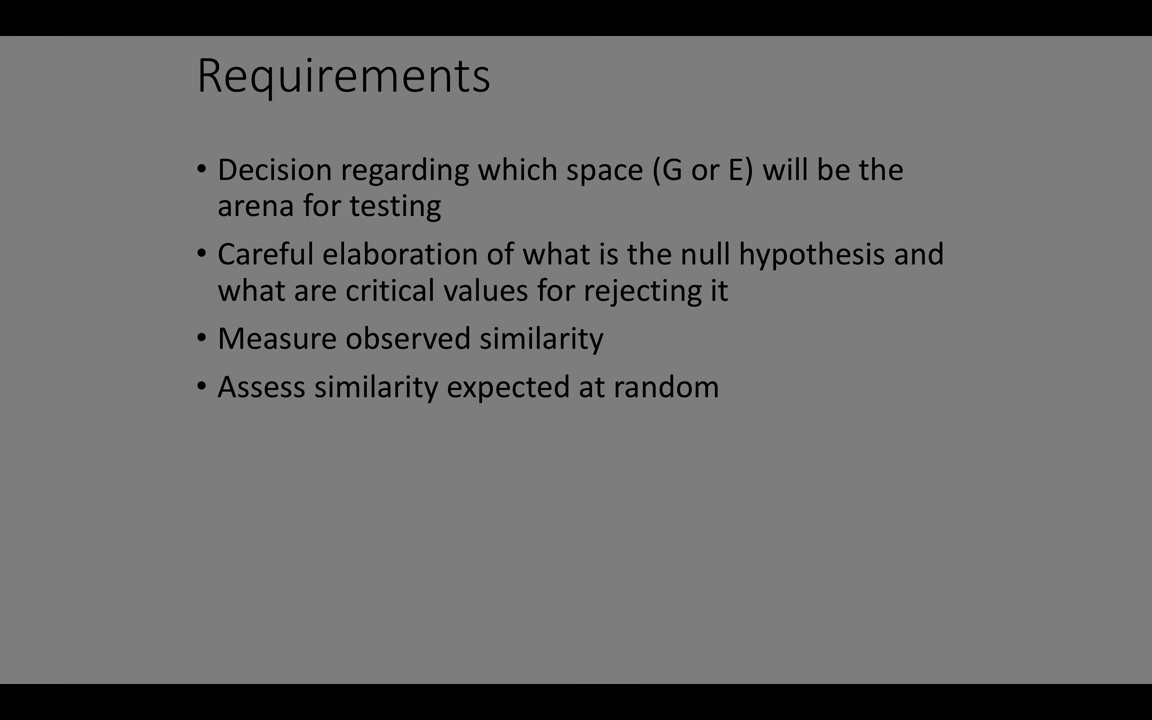 Requirements
• Decision regarding which space (G or E) will be the
arena for testing
• Careful elaboration of what is the null hypothesis and
what are critical values for rejecting it
• Measure observed similarity
• Assess similarity expected at random